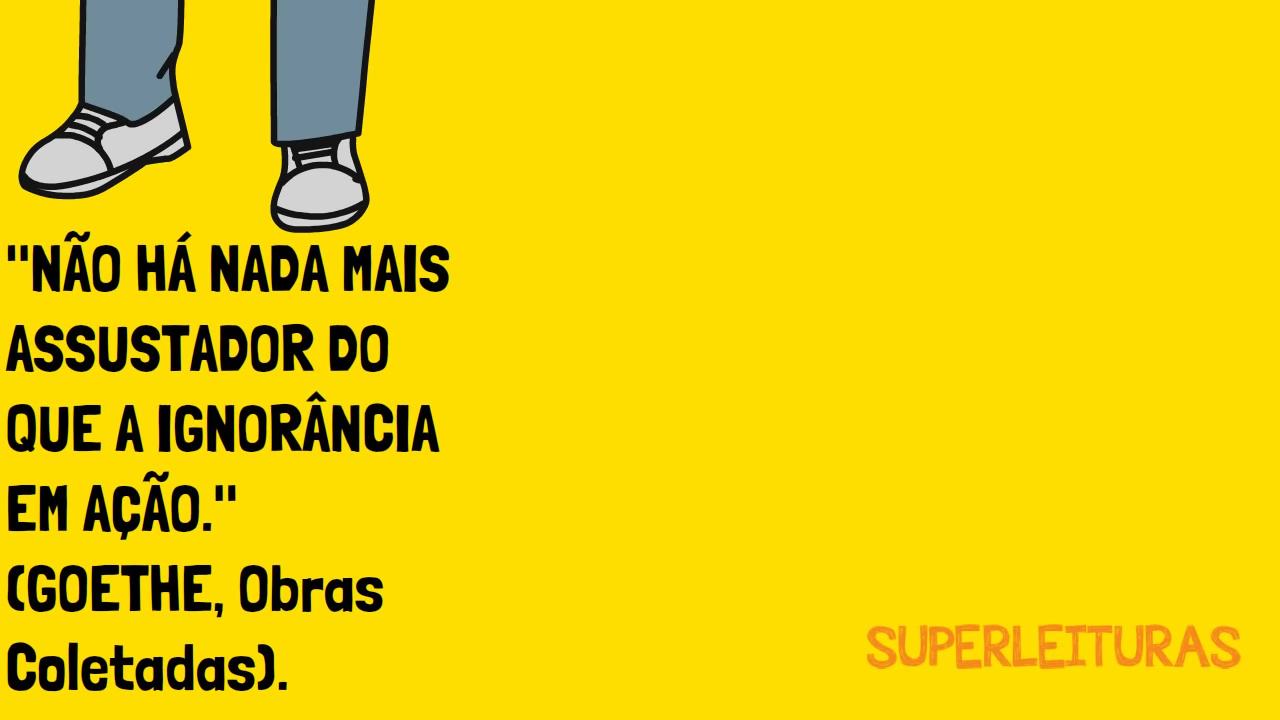 "NÃO HÁ NADA MAIS
ASSUSTADOR DO
QUE A IGNORÂNCIA
EM AÇÃO."
(GOETHE, Obras
Coletadas).
SUPERLEITURAS